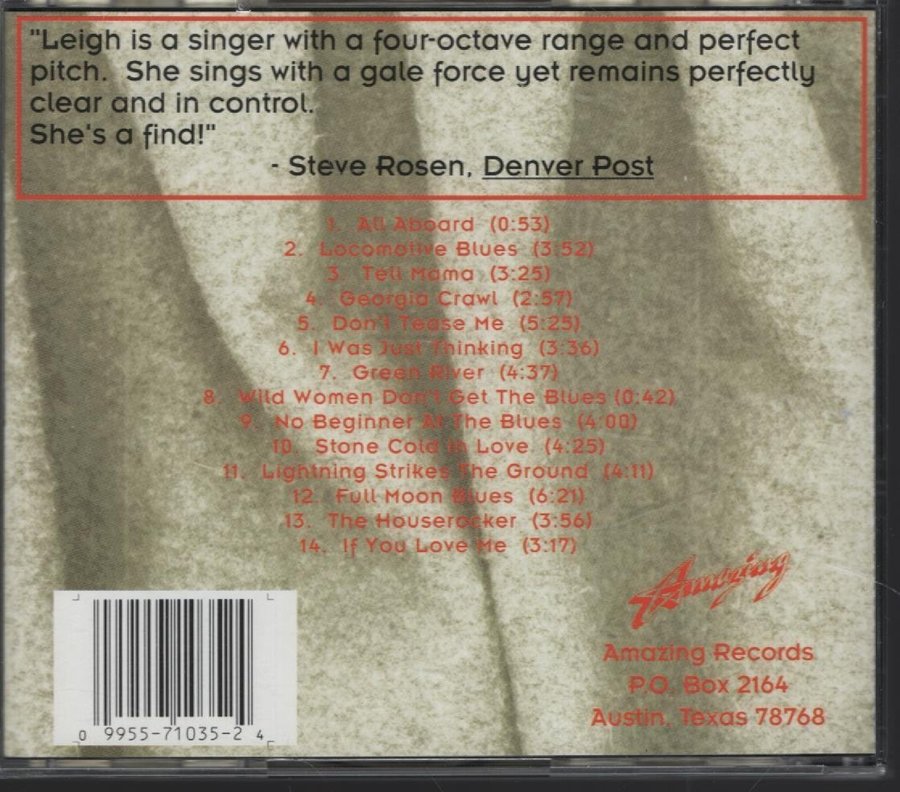 "Leigh is a singer with a four-octave range and perfect
pitch. She sings with a gale force yet remains perfectly
clear and in control.
She's a find!"
- Steve Rosen, Denver Post
1. All Aboard (0:53)
2. Locomotive Blues (3:52)
3. Tell Mama (3:25)
4. Georgia Crawl (2:57)
5. Don't Tease Me (5:25)
6. I Was Just Thinking (3:36)
7. Green River (4:37)
8. Wild Women Don't Get The Blues (0:42)
9. No Beginner At The Blues (4:00)
10. Stone Cold In Love (4:25)
11. Lightning Strikes The Ground (4:11)
12. Full Moon Blues (6:21)
13. The Houserocker (3:56)
14. If You Love Me (3:17)
Amazing
Amazing Records
P.O. Box 2164
Austin, Texas 78768
0 9955-71035-2 4